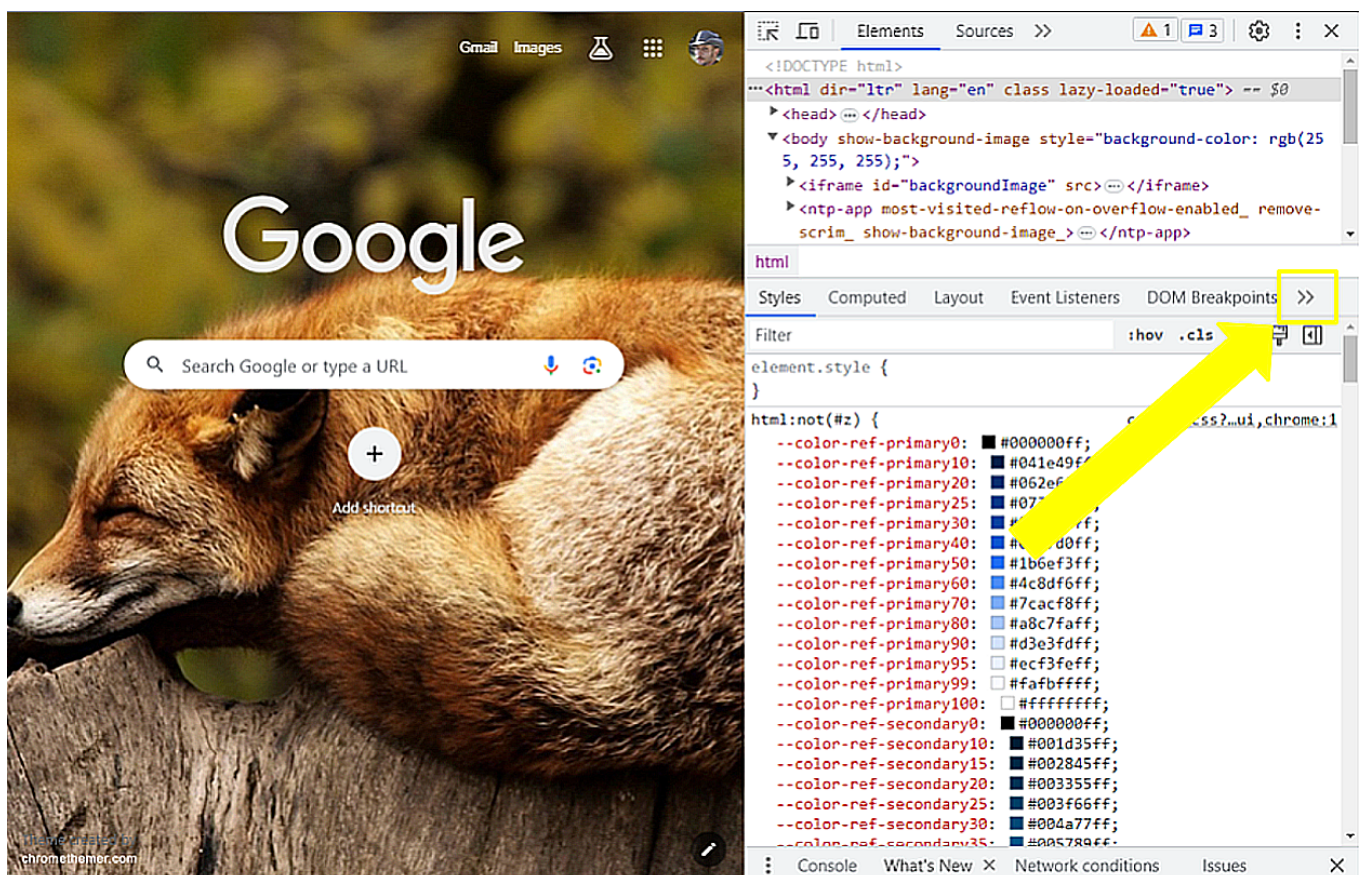 Gmail Images
Google
Search Google or type a URL
Add shortcut
chromethemer.com
Elements Sources 1 3
<!DOCTYPE html>
<html dir="ltr" lang="en" class lazy-loaded="true"> == $0
<head> </head>
<body show-background-image style="background-color: rgb(25
5, 255, 255);">
<iframe id="backgroundImage" src> </iframe>
<ntp-app most-visited-reflow-on-overflow-enabled_ remove-
scrim_ show-background-image_> </ntp-app>
html
Styles Computed Layout Event Listeners DOM Breakpoints
Filter :hov .cls
element.style {
}
html:not(#z) { …ui,chrome:1
--color-ref-primary0: #000000ff;
--color-ref-primary10:
--color-ref-primary20:
--color-ref-primary25:
--color-ref-primary30:
--color-ref-primary40:
--color-ref-primary50: #1b6ef3ff;
--color-ref-primary60: #4c8df6ff;
--color-ref-primary70: #7cacf8ff;
--color-ref-primary80: #a8c7faff;
--color-ref-primary90: #d3e3fdff;
--color-ref-primary95: #ecf3feff;
--color-ref-primary99: #fafbffff;
--color-ref-primary100: #ffffffff;
--color-ref-secondary0: #000000ff;
--color-ref-secondary10: #001d35ff;
--color-ref-secondary15: #002845ff;
--color-ref-secondary20: #003355ff;
--color-ref-secondary25: #003f66ff;
--color-ref-secondary30: #004a77ff;
--color-ref-secondary35: #005789ff;
Console What's New Network conditions Issues